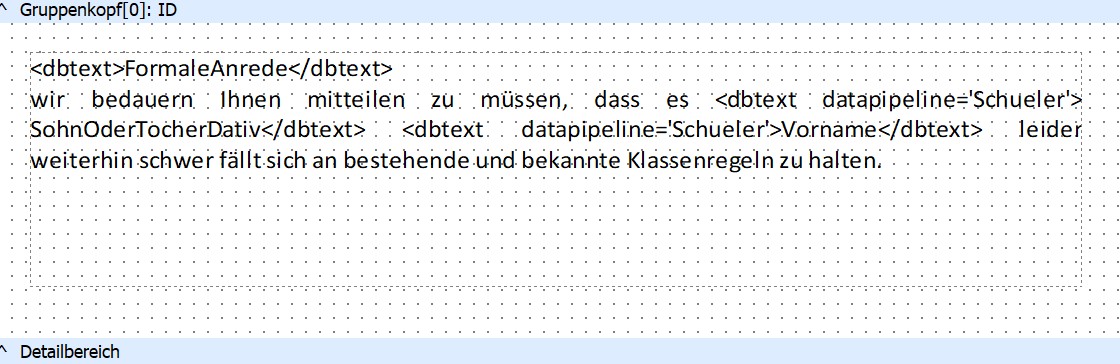 ^ Gruppenkopf[0]: ID
<dbtext>FormaleAnrede</dbtext>
wir bedauern Ihnen mitteilen zu müssen, dass es <dbtext datapipeline='Schueler'>
SohnOderTocherDativ</dbtext> <dbtext datapipeline='Schueler'>Vorname</dbtext> leider
weiterhin schwer fällt sich an bestehende und bekannte Klassenregeln zu halten.
^ Detailbereich